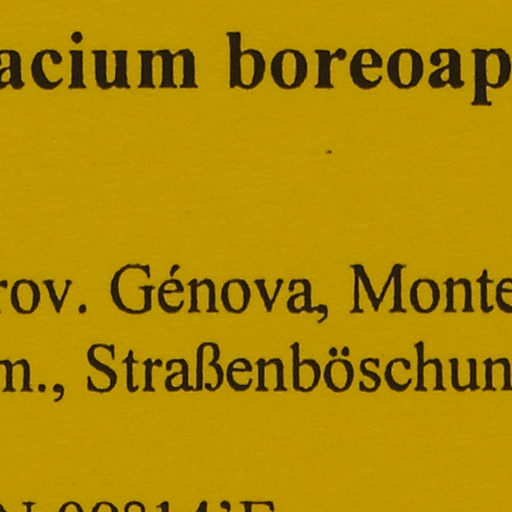 acium boreoap
rov. Génova, Monte
m., Straßenböschun